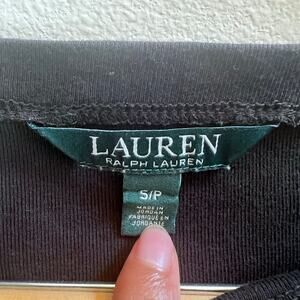 LAUREN
RALPH LAUREN
S/P
MADE IN
JORDAN
FABRIQUÉ EN
JORDANIE